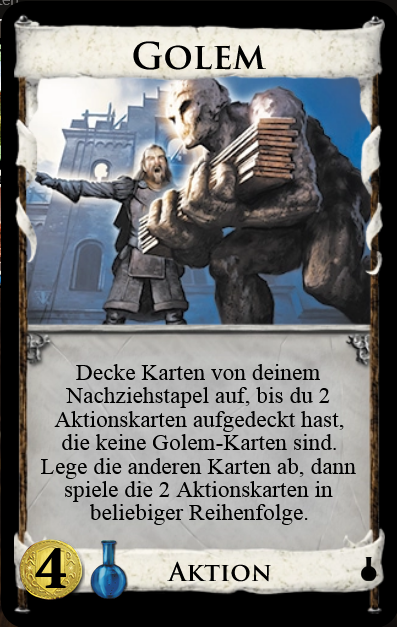 GOLEM
Decke Karten von deinem
Nachziehstapel auf, bis du 2
Aktionskarten aufgedeckt hast,
die keine Golem-Karten sind.
Lege die anderen Karten ab, dann
spiele die 2 Aktionskarten in
beliebiger Reihenfolge.
4 AKTION